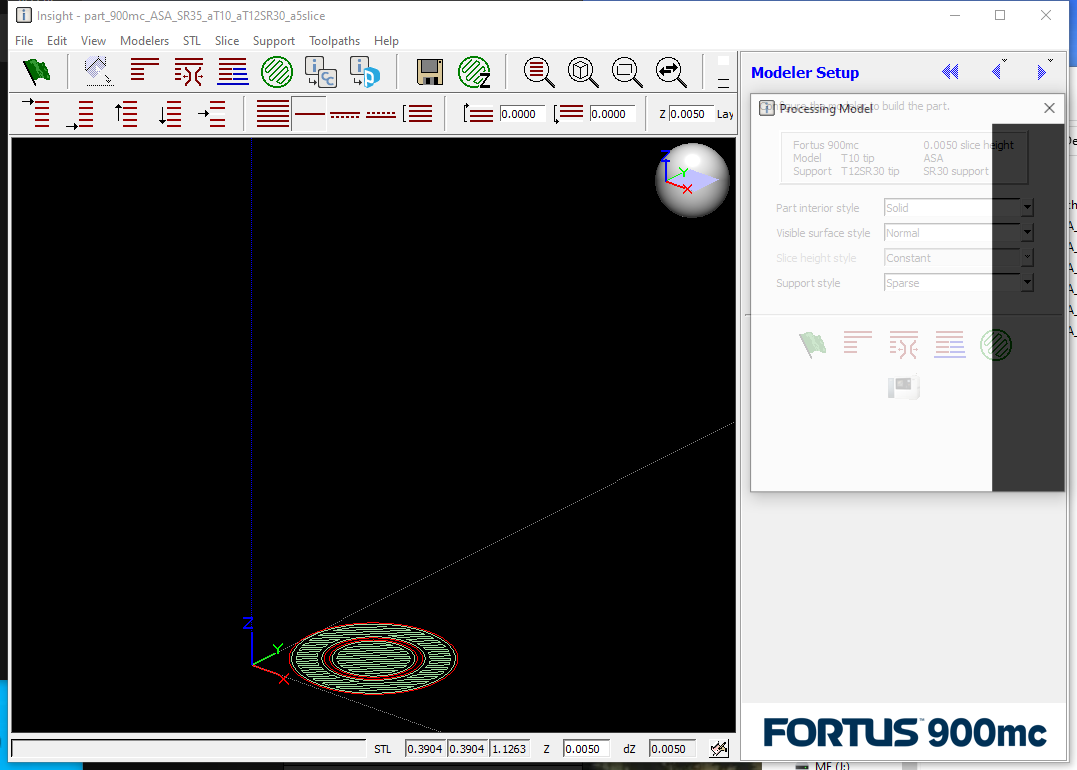 Insight - part_900mc_ASA_SR35_aT10_aT12SR30_a5slice
File Edit View Modelers STL Slice Support Toolpaths Help
0.0000 0.0000 Z 0.0050 Lay
Z
Y
X
Z
Y
X
STL 0.3904 0.3904 1.1263 Z 0.0050 dZ 0.0050
Modeler Setup
Processing Model
to build the part.
Fortus 900mc 0.0050 slice height
Model T10 tip ASA
Support T12SR30 tip SR30 support
Part interior style Solid
Visible surface style Normal
Slice height style Constant
Support style Sparse
FORTUS 900mc